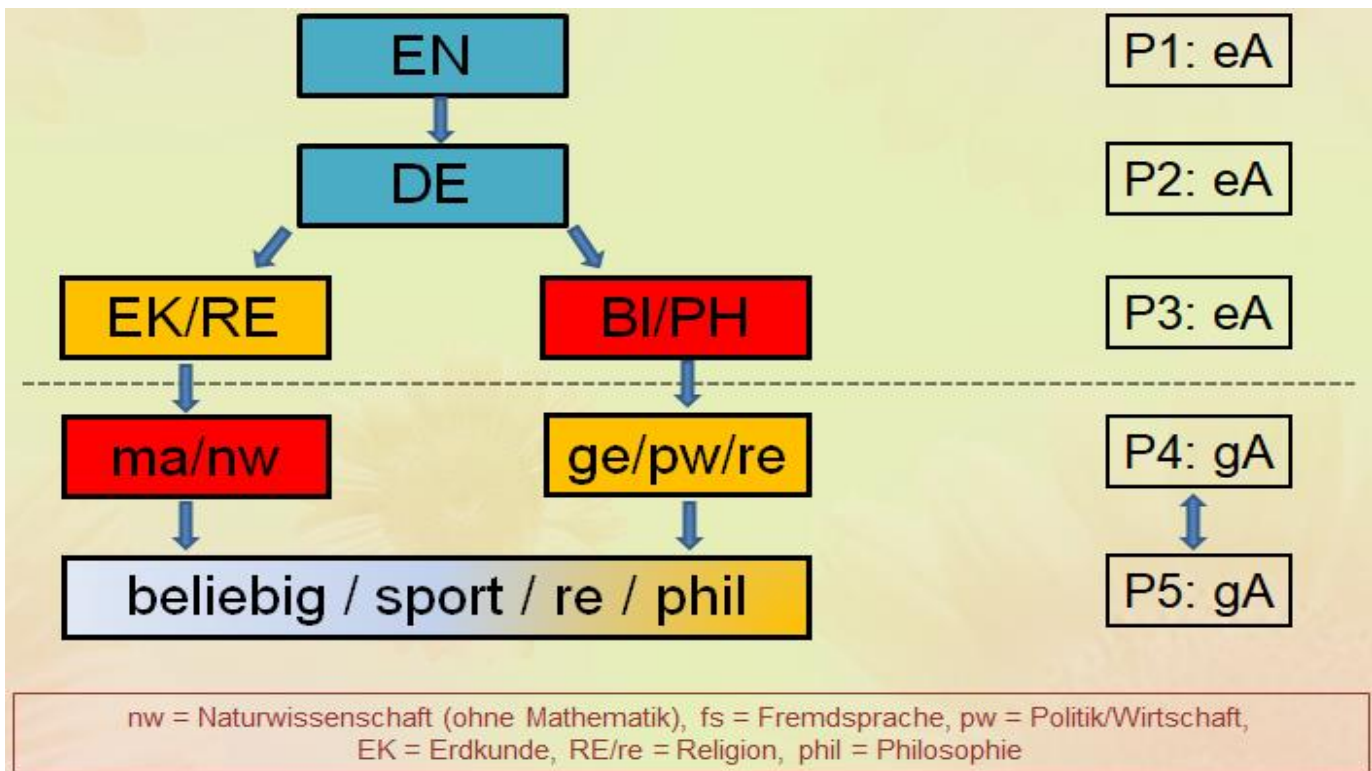 EN
P1: eA
DE
P2: eA
EK/RE
BI/PH
P3: eA
ma/nw
ge/pw/re
P4: gA
beliebig / sport / re / phil
P5: gA
nw = Naturwissenschaft (ohne Mathematik), fs = Fremdsprache, pw = Politik/Wirtschaft,
EK = Erdkunde, RE/re = Religion, phil = Philosophie